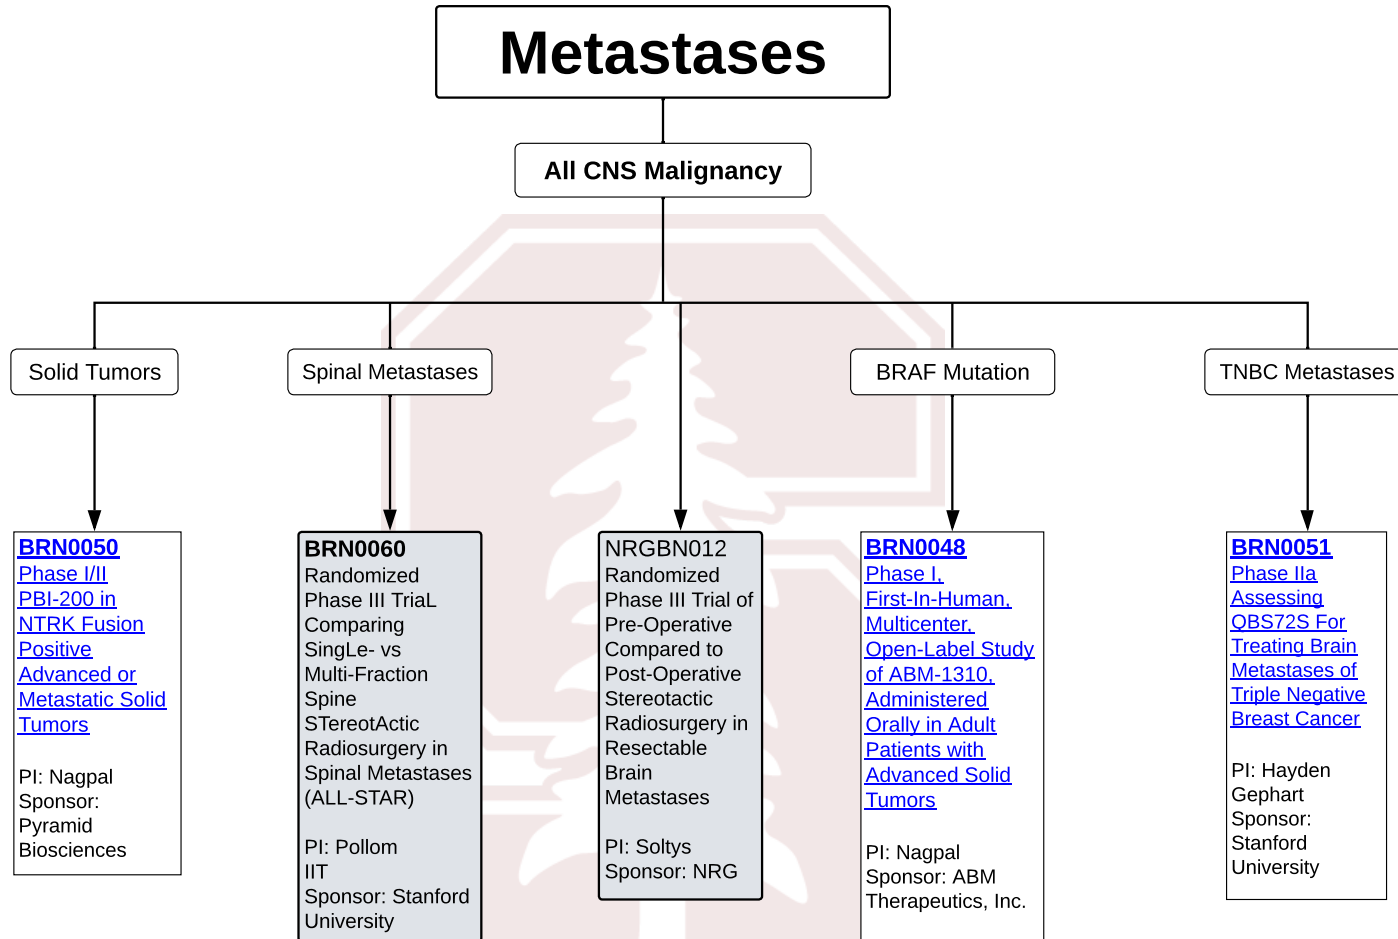 Metastases
All CNS Malignancy
Solid Tumors
Spinal Metastases
BRAF Mutation
TNBC Metastases
BRN0050
Phase I/II
PBI-200 in
NTRK Fusion
Positive
Advanced or
Metastatic Solid
Tumors
PI: Nagpal
Sponsor:
Pyramid
Biosciences
BRN0060
Randomized
Phase III TriaL
Comparing
SingLe- vs
Multi-Fraction
Spine
STereotActic
Radiosurgery in
Spinal Metastases
(ALL-STAR)
PI: Pollom
IIT
Sponsor: Stanford
University
NRGBN012
Randomized
Phase III Trial of
Pre-Operative
Compared to
Post-Operative
Stereotactic
Radiosurgery in
Resectable
Brain
Metastases
PI: Soltys
Sponsor: NRG
BRN0048
Phase I,
First-In-Human,
Multicenter,
Open-Label Study
of ABM-1310,
Administered
Orally in Adult
Patients with
Advanced Solid
Tumors
PI: Nagpal
Sponsor: ABM
Therapeutics, Inc.
BRN0051
Phase IIa
Assessing
QBS72S For
Treating Brain
Metastases of
Triple Negative
Breast Cancer
PI: Hayden
Gephart
Sponsor:
Stanford
University